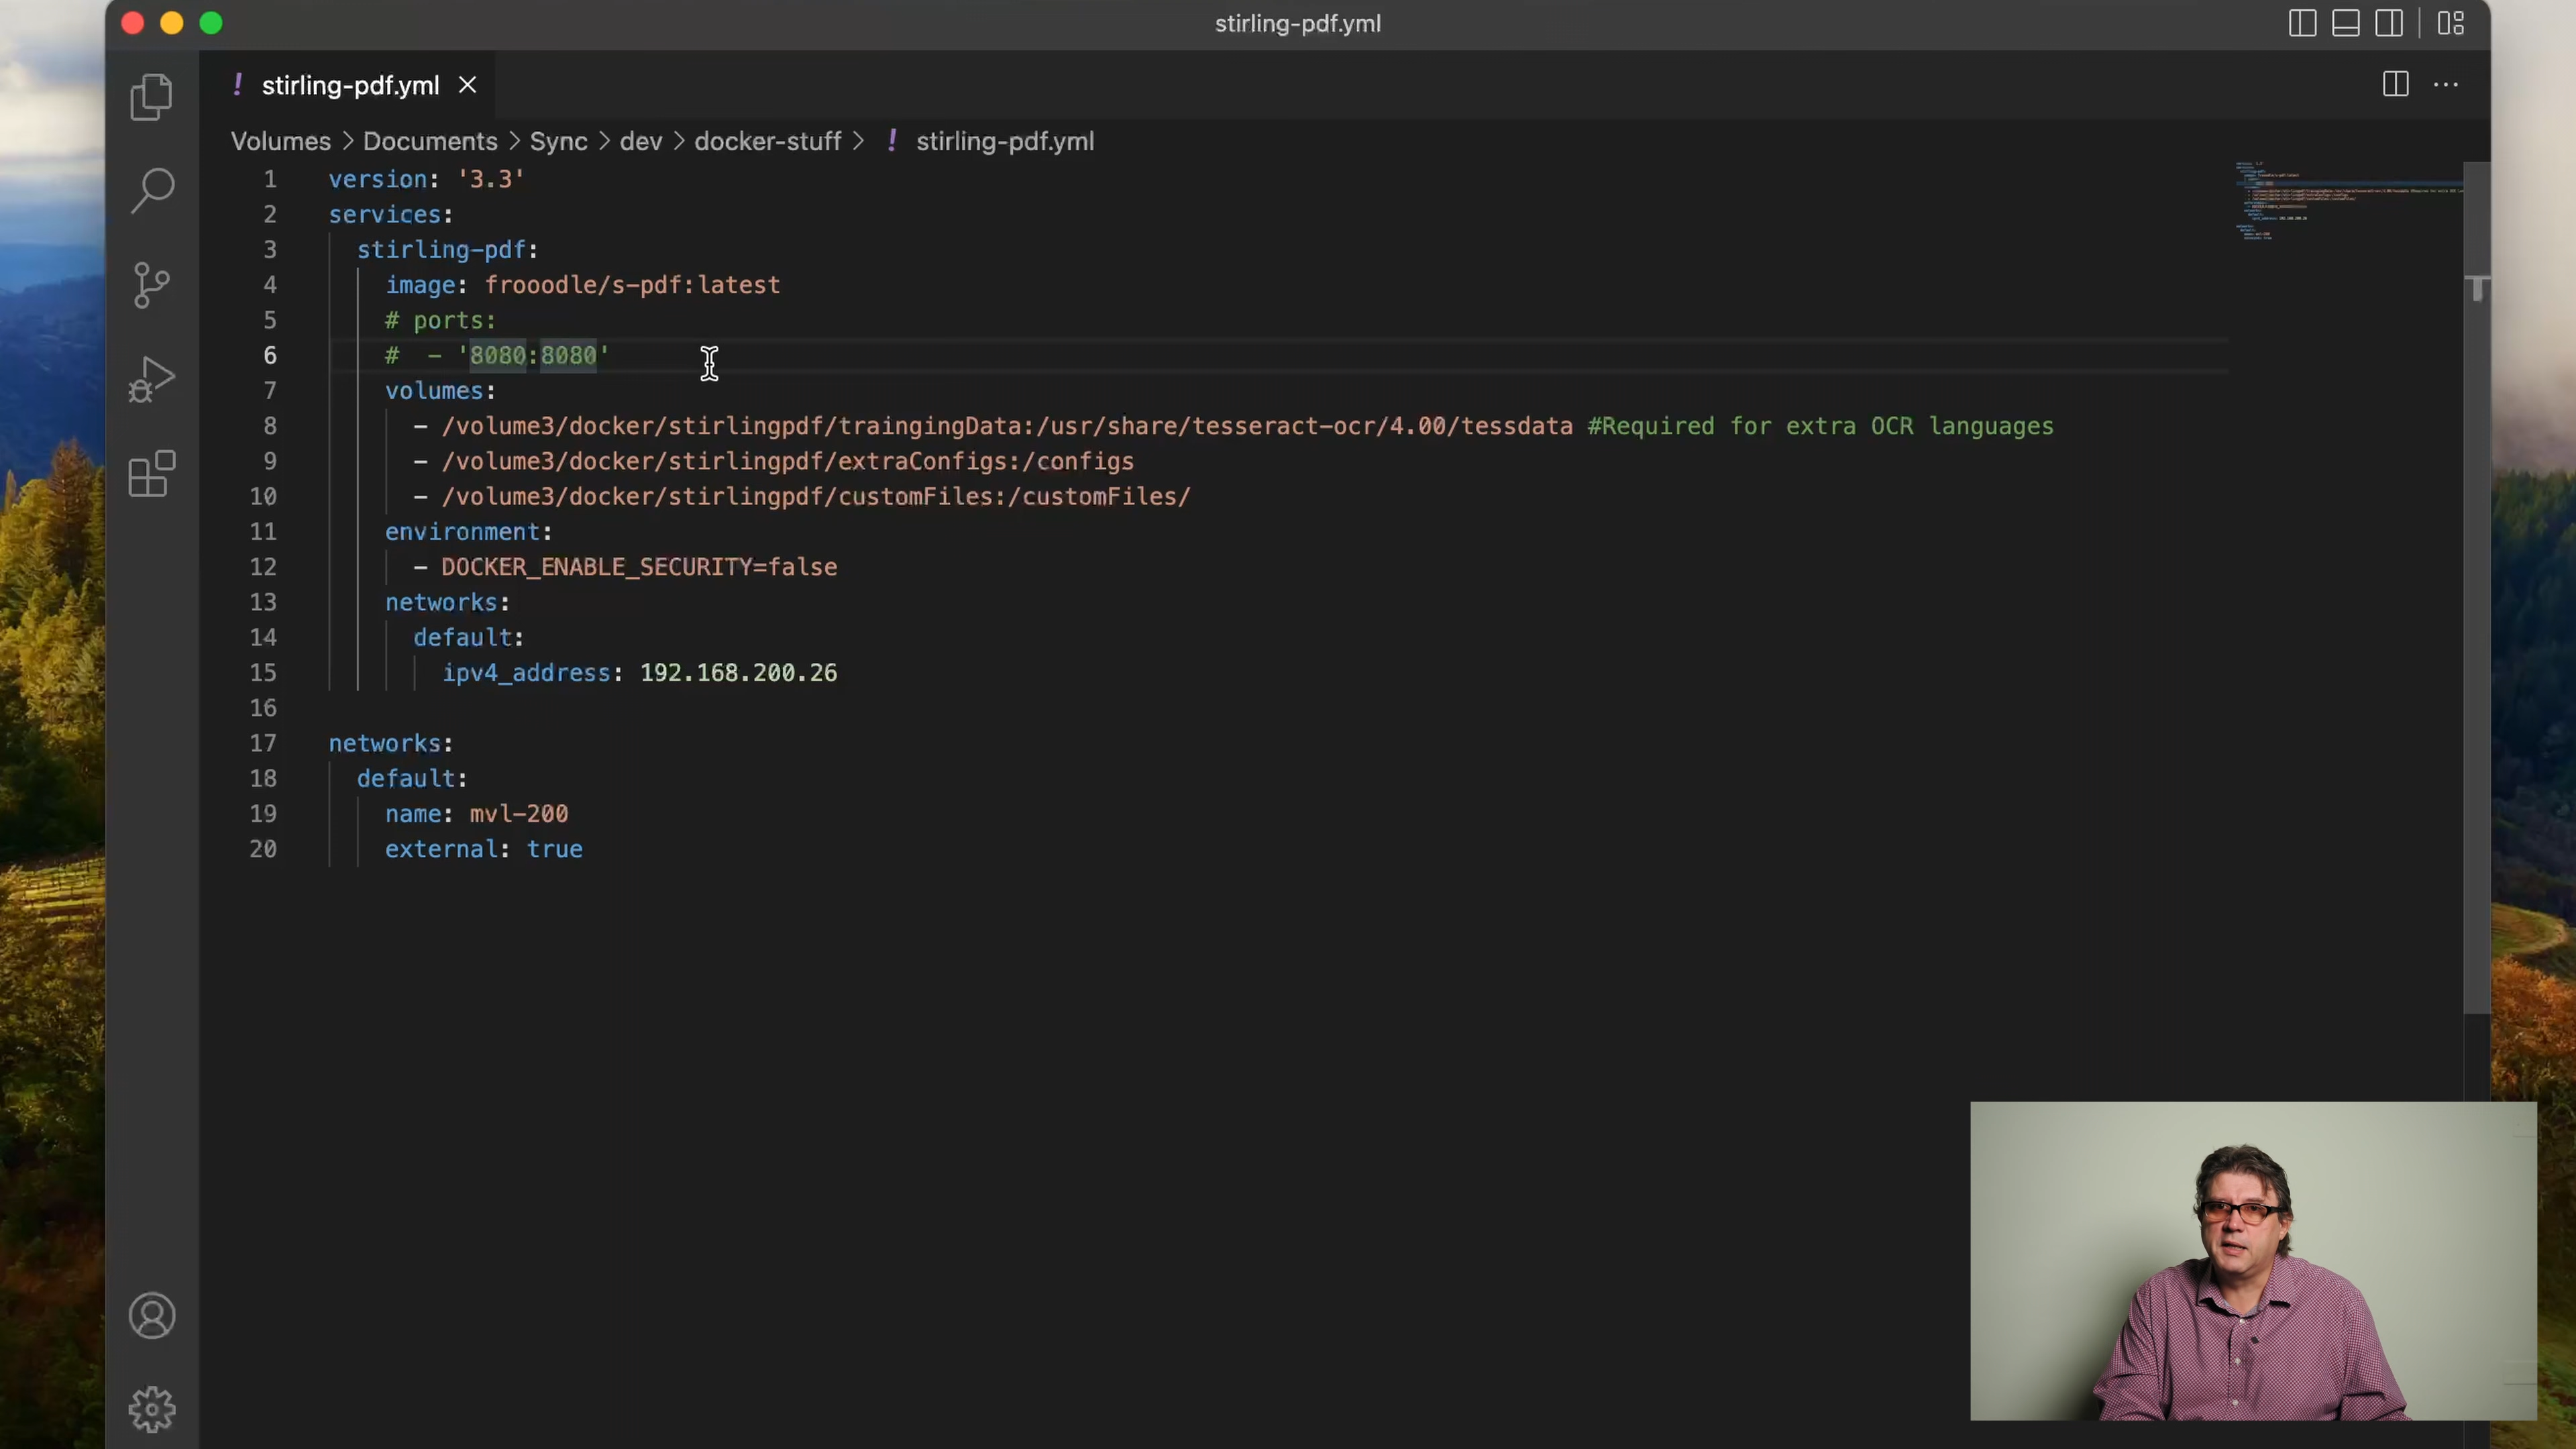 stirling-pdf.yml
! stirling-pdf.yml
Volumes > Documents > Sync > dev > docker-stuff > ! stirling-pdf.yml
1 version: '3.3'
2 services:
3 stirling-pdf:
4 image: frooodle/s-pdf:latest
5 # ports:
6 # - '8080:8080'
7 volumes:
8 - /volume3/docker/stirlingpdf/traingingData:/usr/share/tesseract-ocr/4.00/tessdata #Required for extra OCR languages
9 - /volume3/docker/stirlingpdf/extraConfigs:/configs
10 - /volume3/docker/stirlingpdf/customFiles:/customFiles/
11 environment:
12 - DOCKER_ENABLE_SECURITY=false
13 networks:
14 default:
15 ipv4_address: 192.168.200.26
16
17 networks:
18 default:
19 name: mvl-200
20 external: true